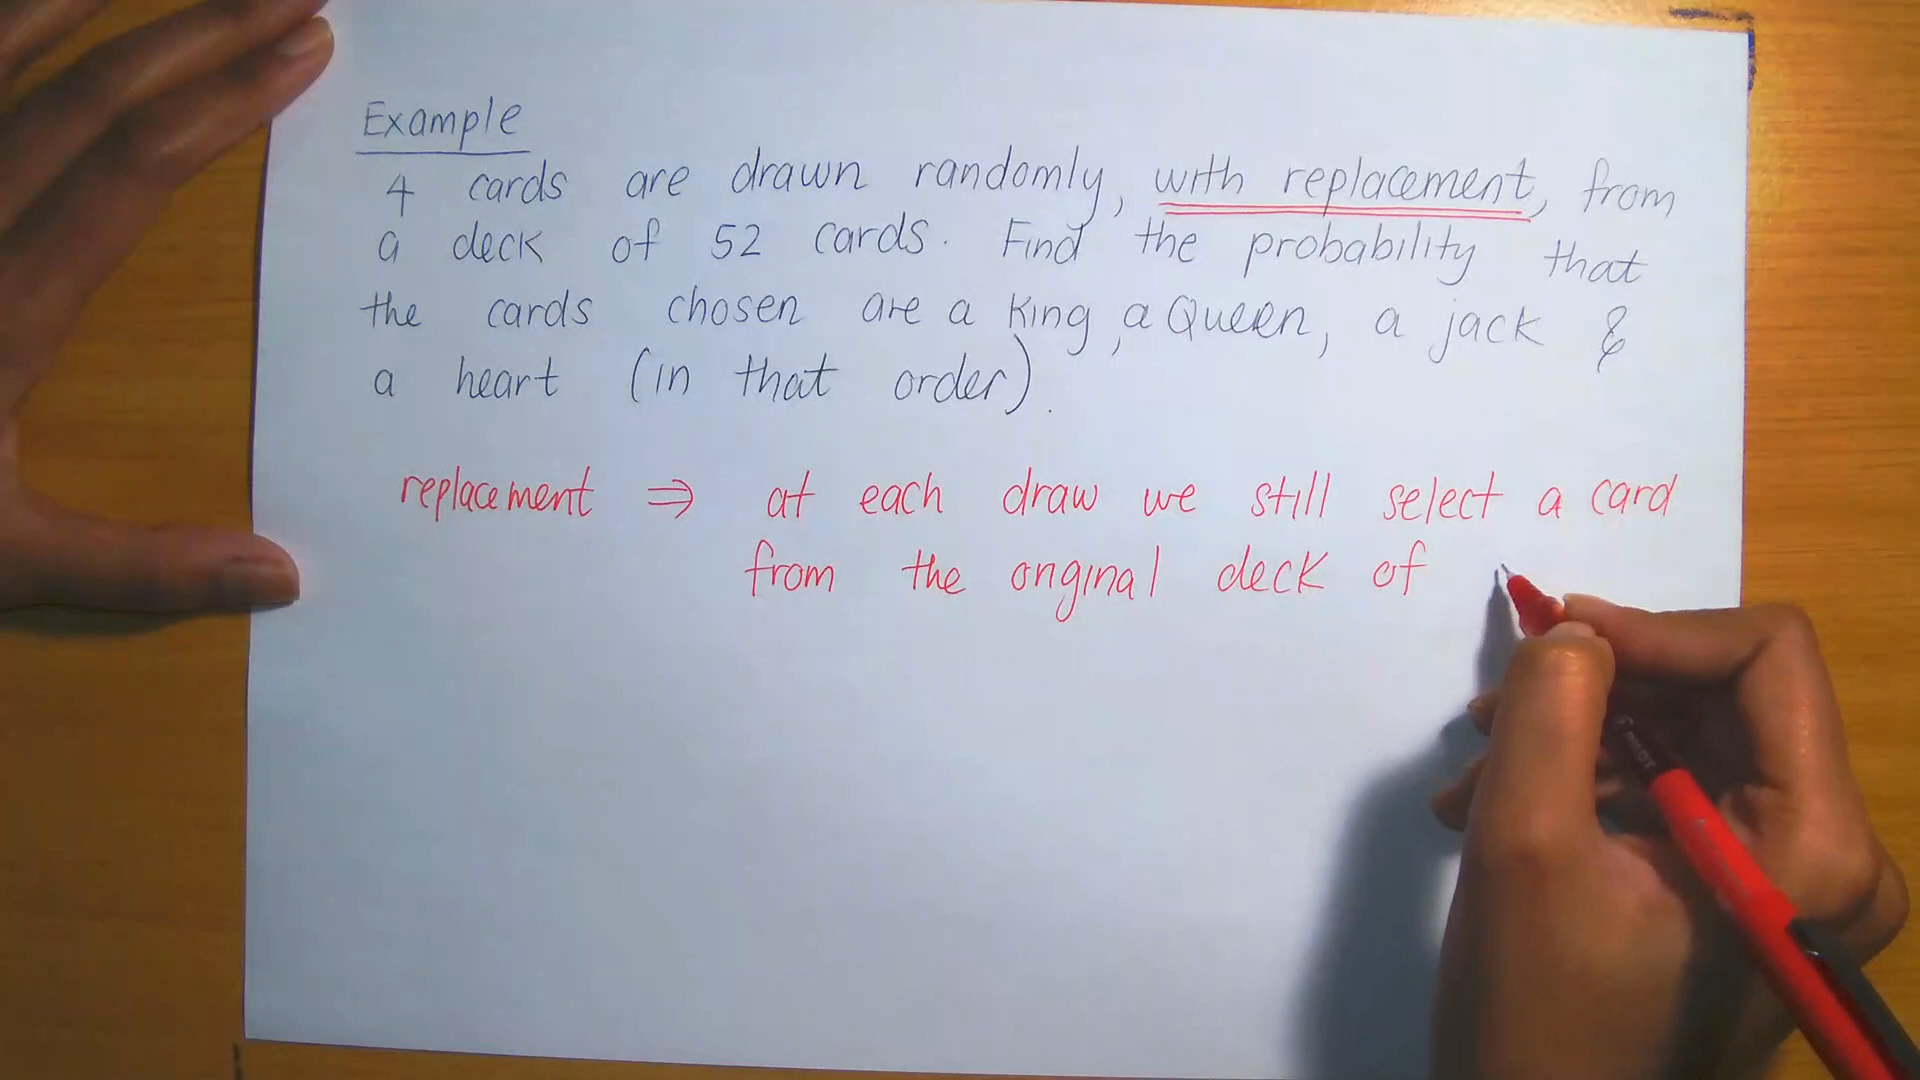 Example
4 cards are drawn randomly, with replacement, from
a deck of 52 cards. Find the probability that
the cards chosen are a King, a Queen, a jack &
a heart (in that order).
replacement ⇒ at each draw we still select a card
from the original deck of